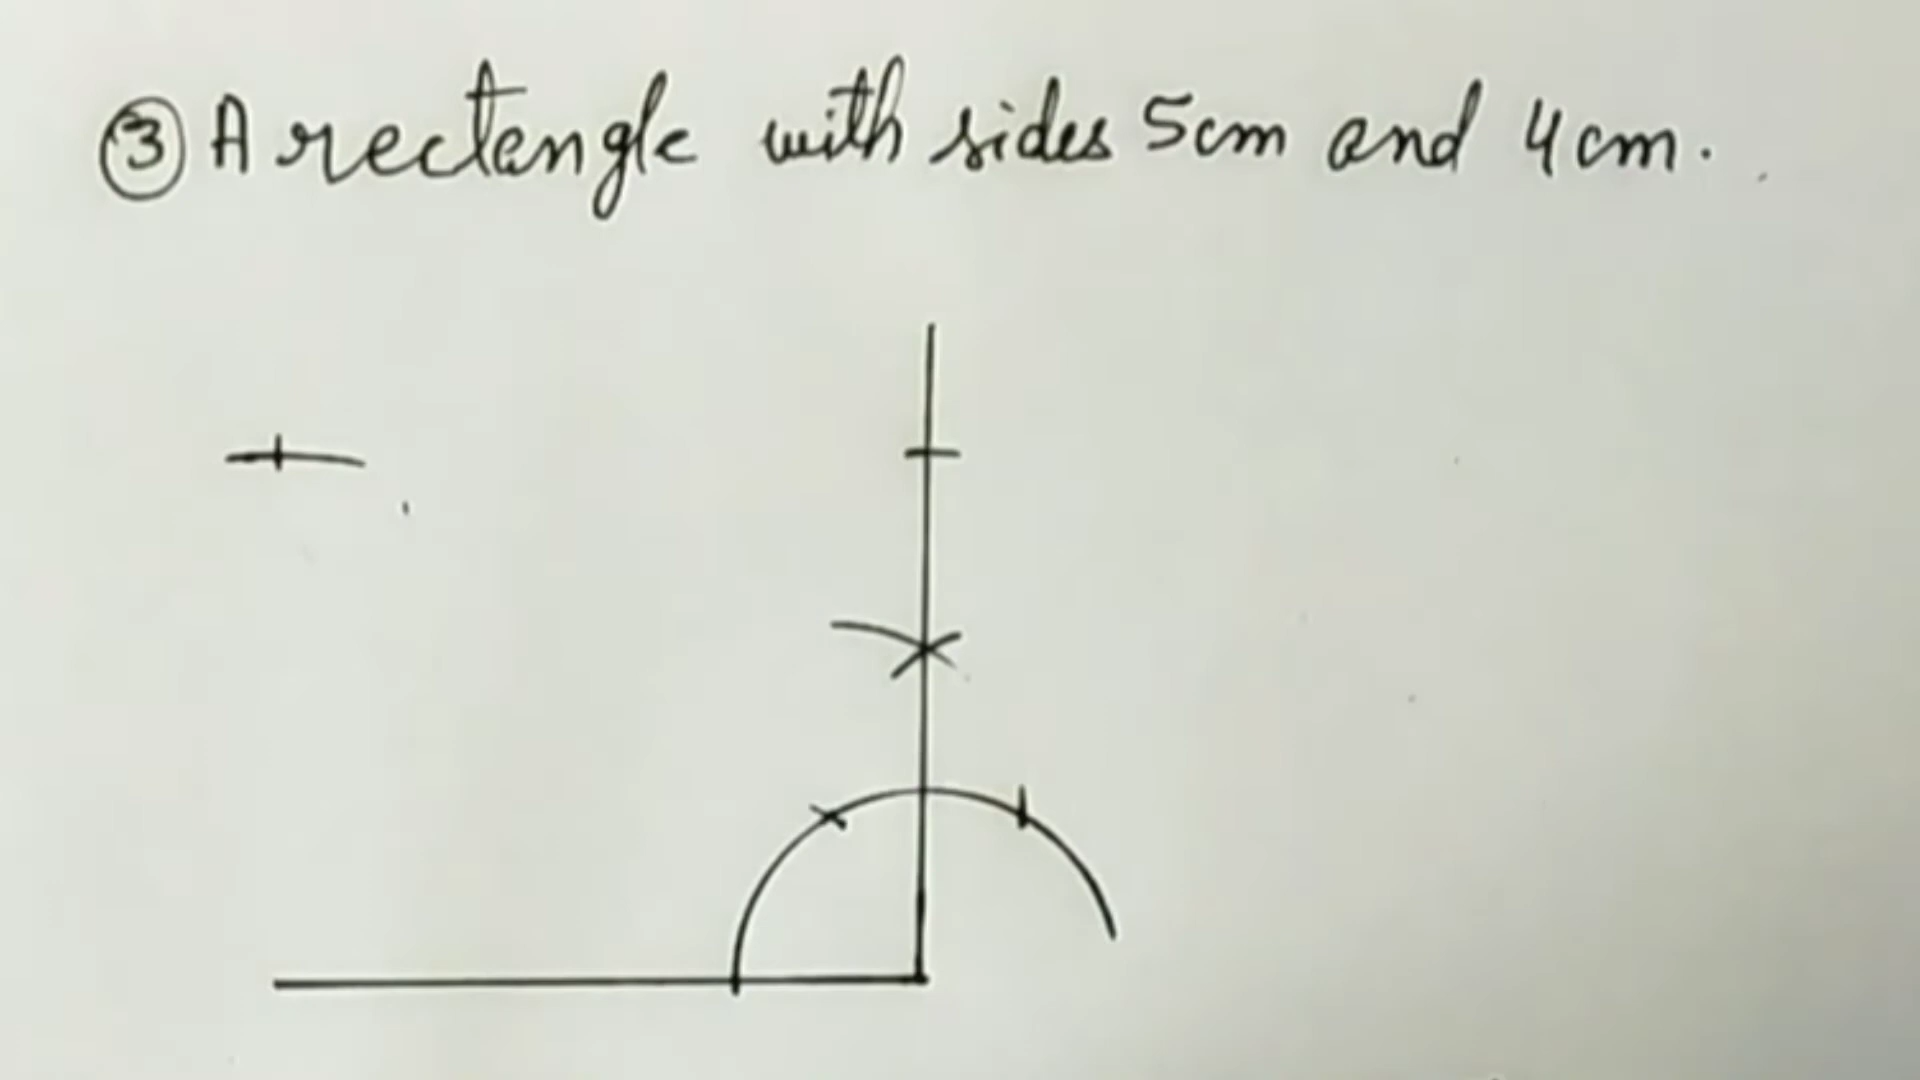 ③ A rectangle with sides 5cm and 4cm.